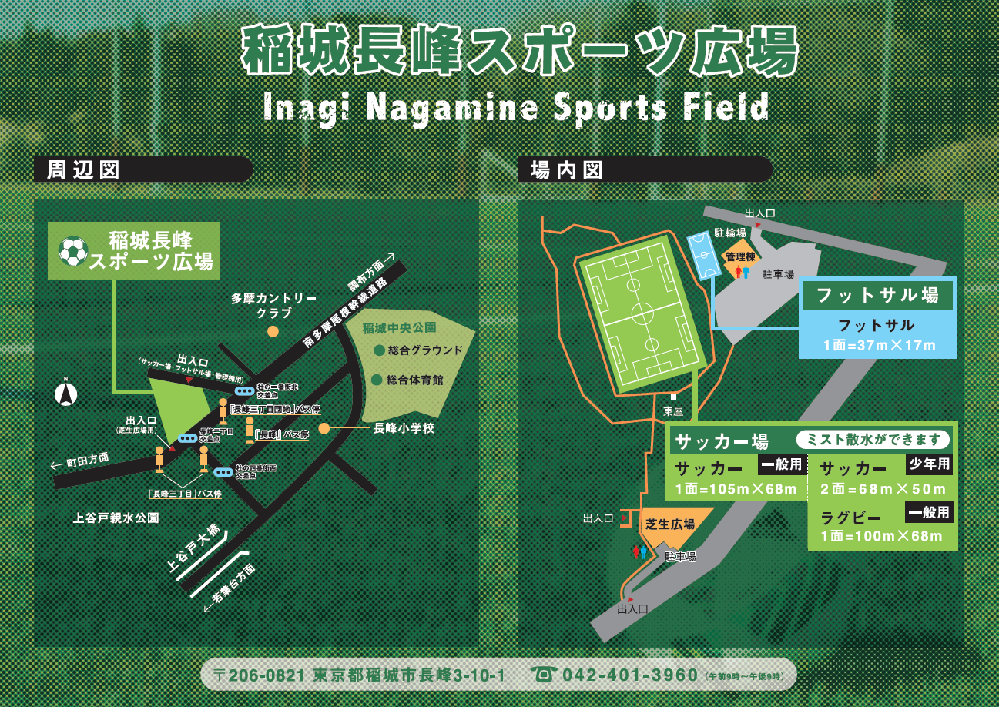 稲城長峰スポーツ広場
Inagi Nagamine Sports Field
周辺図
稲城長峰
スポーツ広場
調布方面
南多摩尾根幹線道路
多摩カントリー
クラブ
稲城中央公園
総合グラウンド
総合体育館
出入口
(サッカー場・フットサル場・管理棟用)
N
杜の一番街北
交差点
「長峰三丁目団地」バス停
出入口
(芝生広場用)
長峰三丁目
交差点
「長峰」バス停
長峰小学校
町田方面
杜の四番街西
交差点
「長峰三丁目」バス停
上谷戸親水公園
上谷戸大橋
若葉台方面
場内図
出入口
駐輪場
管理棟
駐車場
フットサル場
フットサル
1面=37m×17m
東屋
サッカー場
ミスト散水ができます
サッカー 一般用
1面=105m×68m
サッカー 少年用
2面=68m×50m
ラグビー 一般用
1面=100m×68m
出入口
芝生広場
駐車場
出入口
〒206-0821 東京都稲城市長峰3-10-1 ☎042-401-3960(午前9時〜午後9時)